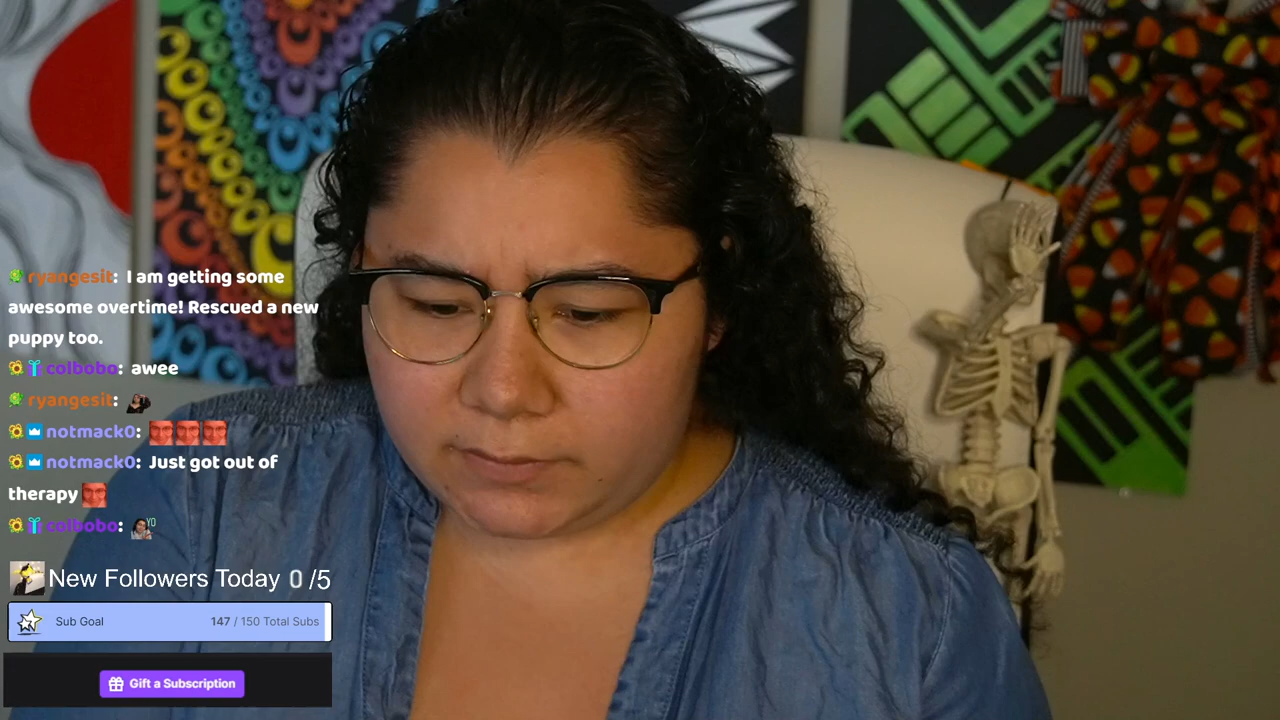 ryangesit: I am getting some
awesome overtime! Rescued a new
puppy too.
colbobo: awee
ryangesit:
notmack0:
notmack0: Just got out of
therapy
colbobo: YO
New Followers Today 0 /5
Sub Goal 147 / 150 Total Subs
Gift a Subscription